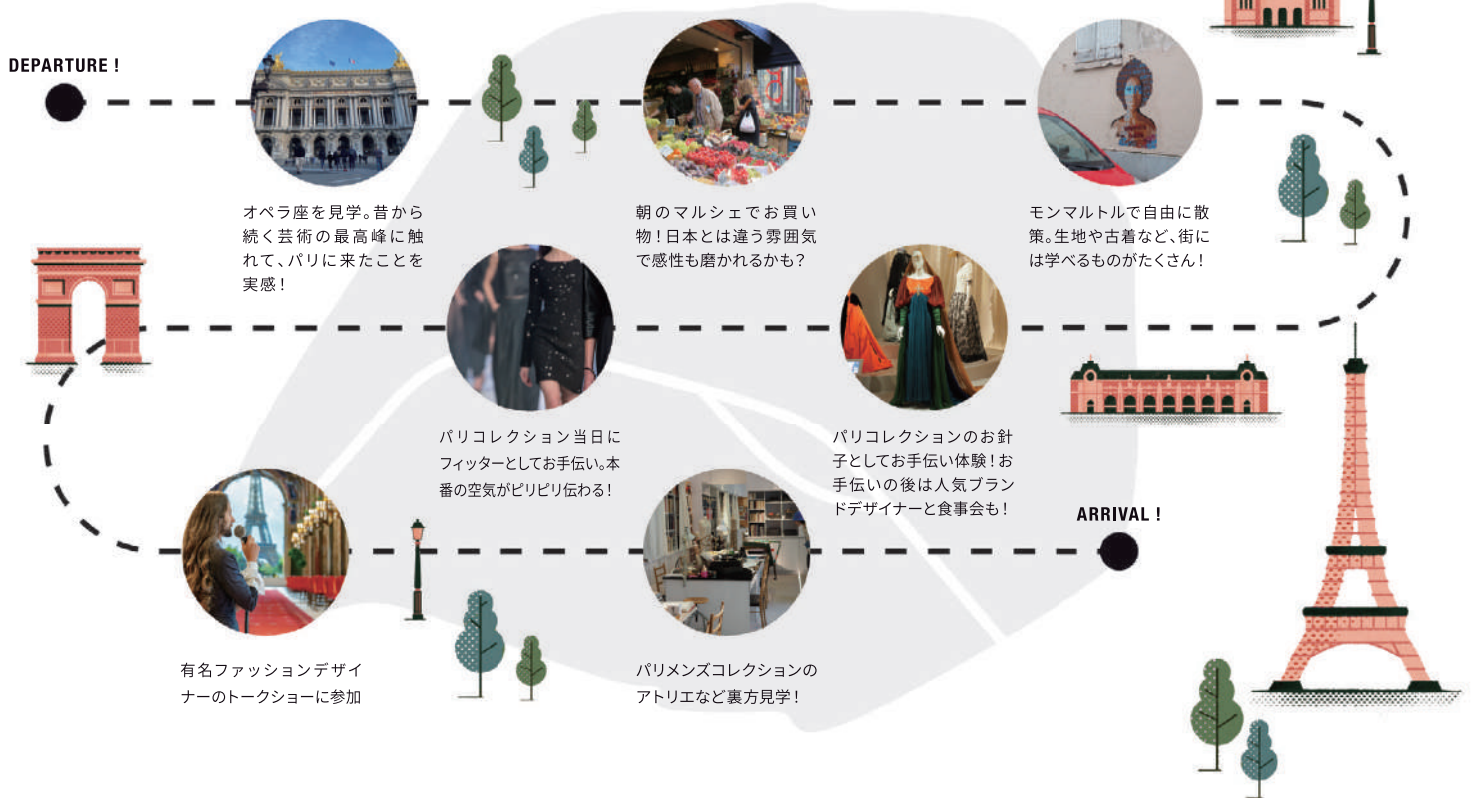 DEPARTURE !
オペラ座を見学。昔から
続く芸術の最高峰に触
れて、パリに来たことを
実感！
朝のマルシェでお買い
物！日本とは違う雰囲気
で感性も磨かれるかも？
モンマルトルで自由に散
策。生地や古着など、街に
は学べるものがたくさん！
パリコレクションのお針
子としてお手伝い体験！お
手伝いの後は人気ブラン
ドデザイナーと食事会も！
パリコレクション当日に
フィッターとしてお手伝い。本
番の空気がピリピリ伝わる！
有名ファッションデザイ
ナーのトークショーに参加
パリメンズコレクションの
アトリエなど裏方見学！
ARRIVAL !